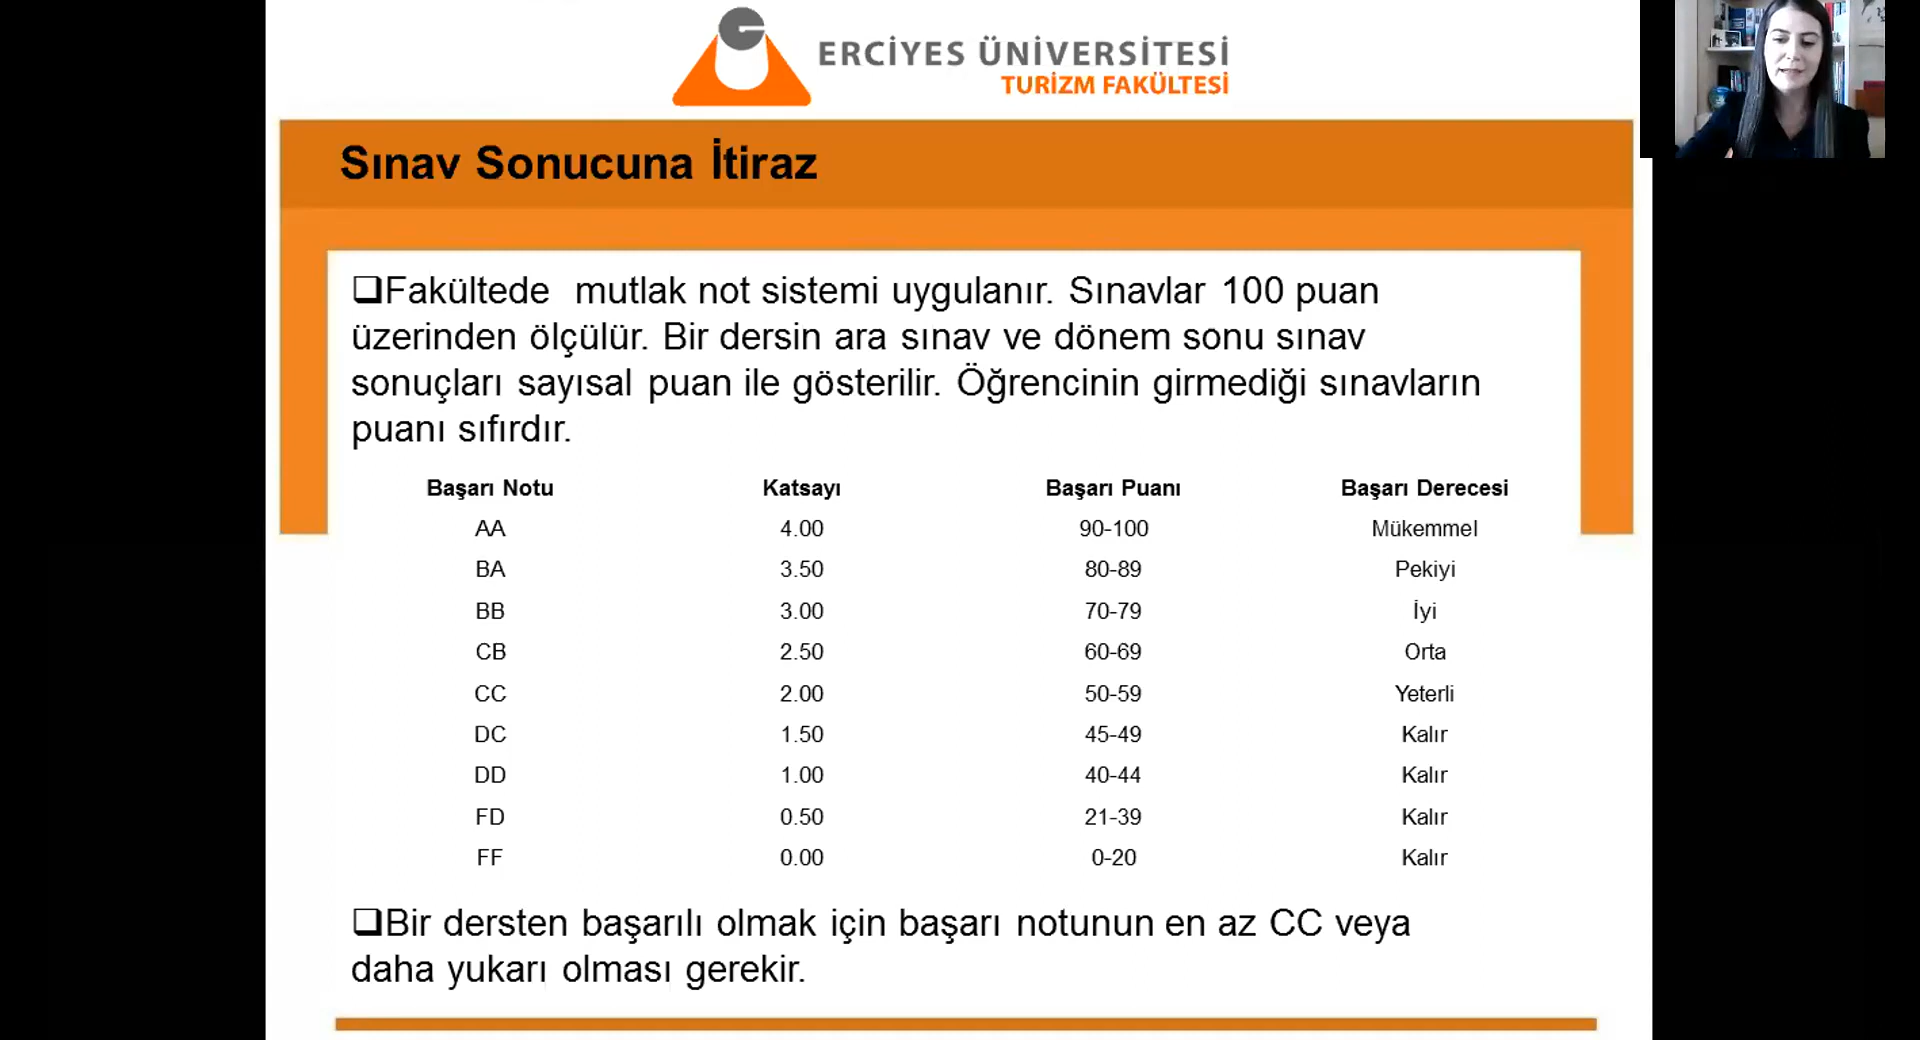 ERCİYES ÜNİVERSİTESİ
TURİZM FAKÜLTESİ
Sınav Sonucuna İtiraz
❑Fakültede mutlak not sistemi uygulanır. Sınavlar 100 puan
üzerinden ölçülür. Bir dersin ara sınav ve dönem sonu sınav
sonuçları sayısal puan ile gösterilir. Öğrencinin girmediği sınavların
puanı sıfırdır.
Başarı Notu Katsayı Başarı Puanı Başarı Derecesi
AA 4.00 90-100 Mükemmel
BA 3.50 80-89 Pekiyi
BB 3.00 70-79 İyi
CB 2.50 60-69 Orta
CC 2.00 50-59 Yeterli
DC 1.50 45-49 Kalır
DD 1.00 40-44 Kalır
FD 0.50 21-39 Kalır
FF 0.00 0-20 Kalır
❑Bir dersten başarılı olmak için başarı notunun en az CC veya
daha yukarı olması gerekir.